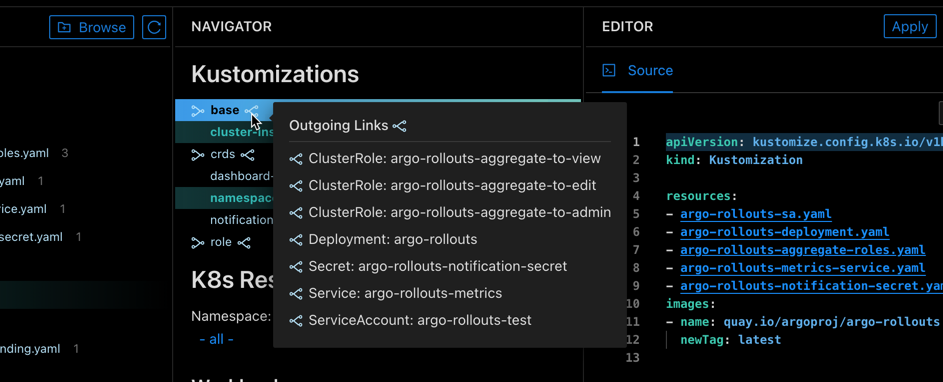 Browse
oles.yaml 3
yaml 1
ice.yaml 1
secret.yaml 1
nding.yaml 1
NAVIGATOR
Kustomizations
base
cluster-ins
crds
dashboard-
namespac
notification
role
K8s Res
Namespace:
- all -
Outgoing Links
ClusterRole: argo-rollouts-aggregate-to-view
ClusterRole: argo-rollouts-aggregate-to-edit
ClusterRole: argo-rollouts-aggregate-to-admin
Deployment: argo-rollouts
Secret: argo-rollouts-notification-secret
Service: argo-rollouts-metrics
ServiceAccount: argo-rollouts-test
EDITOR
Apply
Source
1 apiVersion: kustomize.config.k8s.io/v1
2 kind: Kustomization
3
4 resources:
5 - argo-rollouts-sa.yaml
6 - argo-rollouts-deployment.yaml
7 - argo-rollouts-aggregate-roles.yaml
8 - argo-rollouts-metrics-service.yaml
9 - argo-rollouts-notification-secret.yam
10 images:
11 - name: quay.io/argoproj/argo-rollouts
12 newTag: latest
13